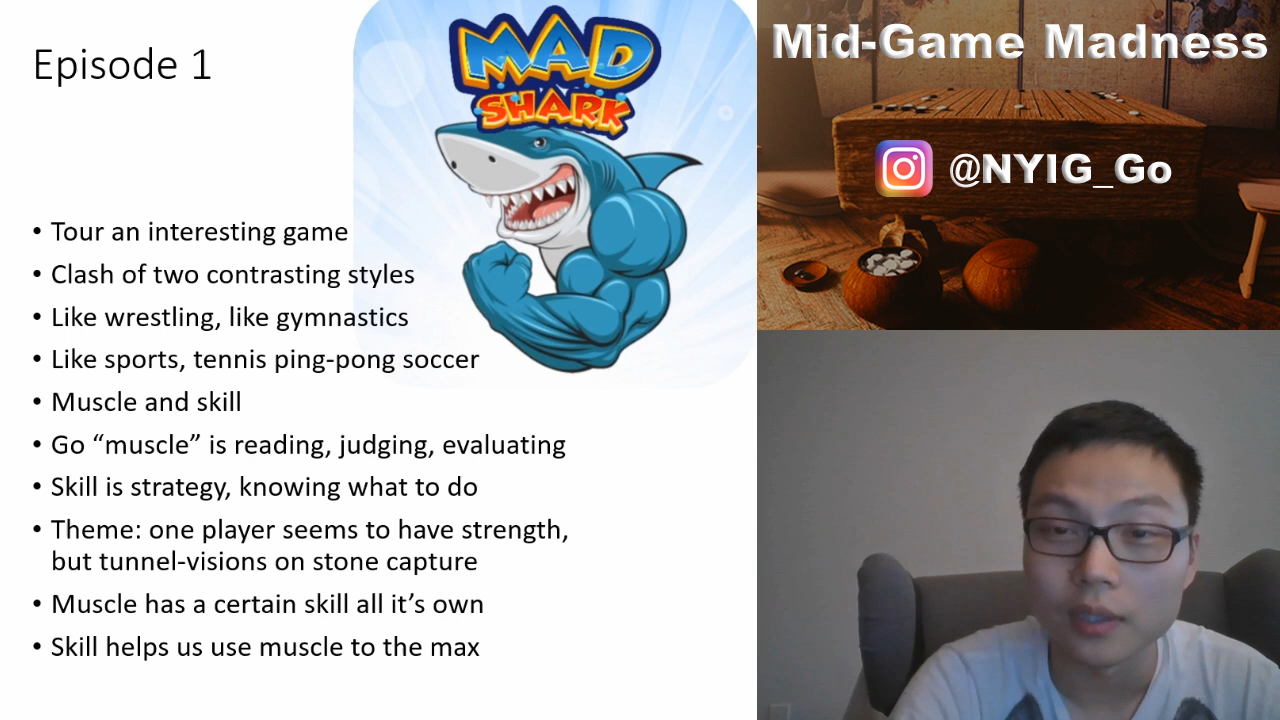 Episode 1
MAD
SHARK
• Tour an interesting game
• Clash of two contrasting styles
• Like wrestling, like gymnastics
• Like sports, tennis ping-pong soccer
• Muscle and skill
• Go “muscle” is reading, judging, evaluating
• Skill is strategy, knowing what to do
• Theme: one player seems to have strength,
but tunnel-visions on stone capture
• Muscle has a certain skill all it’s own
• Skill helps us use muscle to the max
Mid-Game Madness
@NYIG_Go